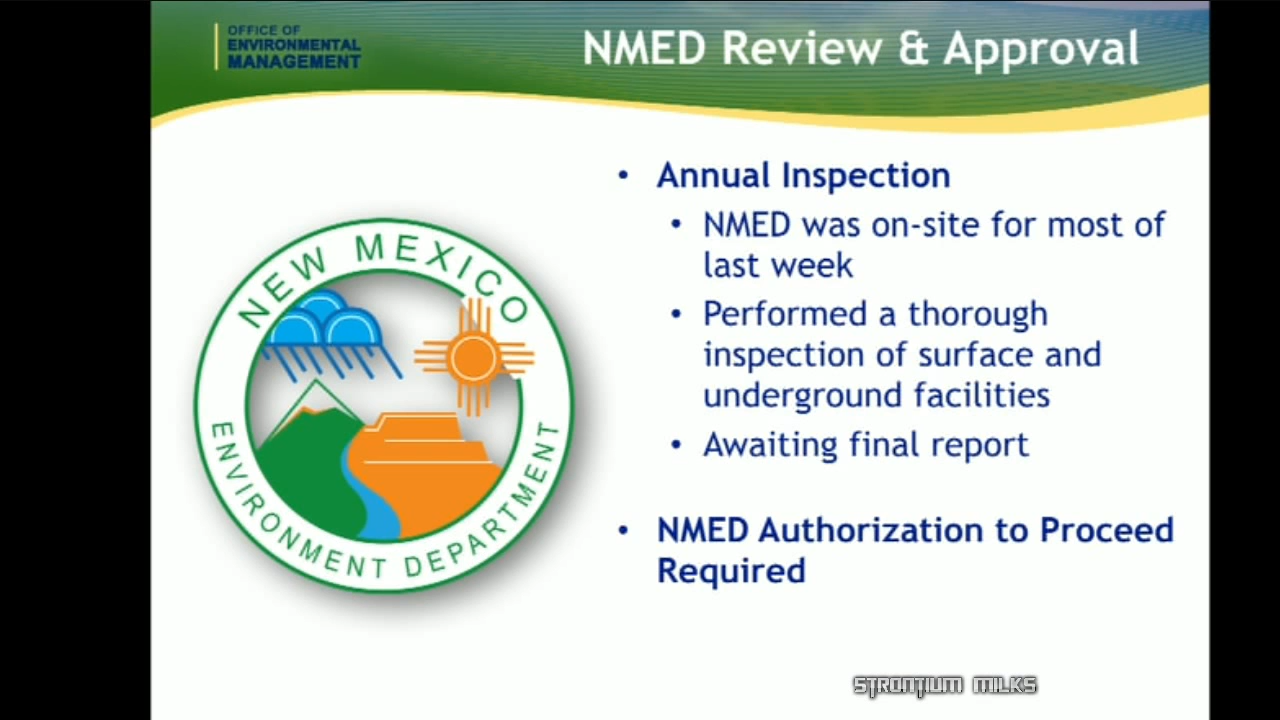 OFFICE OF
ENVIRONMENTAL
MANAGEMENT
NMED Review & Approval
NEW MEXICO
ENVIRONMENT DEPARTMENT
• Annual Inspection
• NMED was on-site for most of
last week
• Performed a thorough
inspection of surface and
underground facilities
• Awaiting final report
• NMED Authorization to Proceed
Required
STRONTIUM MILKS